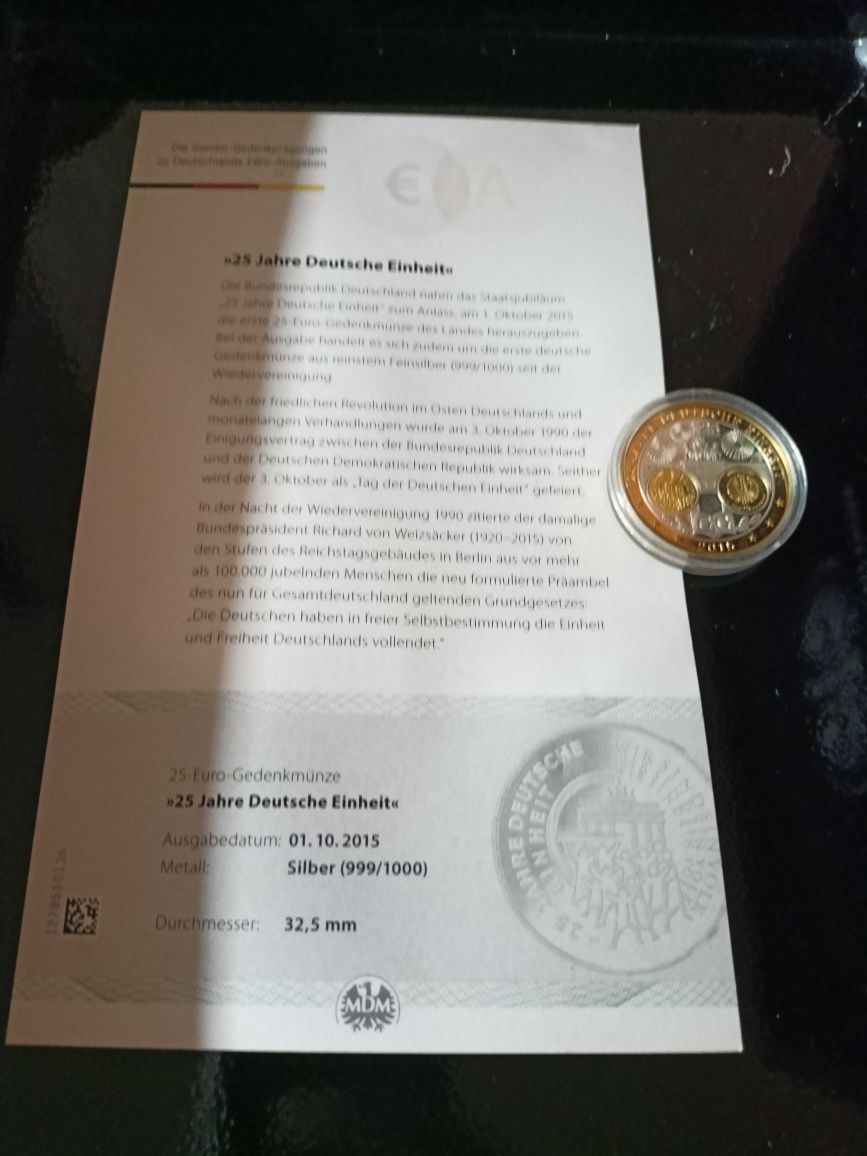 Die Sonder-Gedenkprägungen
zu Deutschlands Euro-Ausgaben
€ A
»25 Jahre Deutsche Einheit«
Die Bundesrepublik Deutschland nahm das Staatsjubiläum
„25 Jahre Deutsche Einheit“ zum Anlass, am 1. Oktober 2015
die erste 25-Euro-Gedenkmünze des Landes herauszugeben.
Bei der Ausgabe handelt es sich zudem um die erste deutsche
Gedenkmünze aus reinstem Feinsilber (999/1000) seit der
Wiedervereinigung.
Nach der friedlichen Revolution im Osten Deutschlands und
monatelangen Verhandlungen wurde am 3. Oktober 1990 der
Einigungsvertrag zwischen der Bundesrepublik Deutschland
und der Deutschen Demokratischen Republik wirksam. Seither
wird der 3. Oktober als „Tag der Deutschen Einheit“ gefeiert.
In der Nacht der Wiedervereinigung 1990 zitierte der damalige
Bundespräsident Richard von Weizsäcker (1920–2015) von
den Stufen des Reichstagsgebäudes in Berlin aus vor mehr
als 100.000 jubelnden Menschen die neu formulierte Präambel
des nun für Gesamtdeutschland geltenden Grundgesetzes:
„Die Deutschen haben in freier Selbstbestimmung die Einheit
und Freiheit Deutschlands vollendet.“
DEUTSCHE EINHEIT
2015
25-Euro-Gedenkmünze
»25 Jahre Deutsche Einheit«
Ausgabedatum: 01. 10. 2015
Metall: Silber (999/1000)
Durchmesser: 32,5 mm
25 JAHRE DEUTSCHE
EINHEIT
MDM